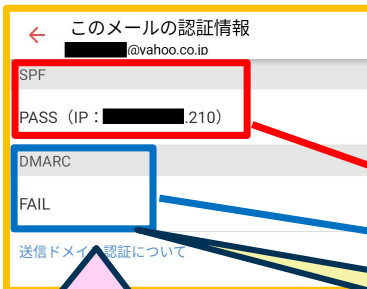 このメールの認証情報
@yahoo.co.jp
SPF
PASS（IP：.210）
DMARC
FAIL
送信ドメイン認証について